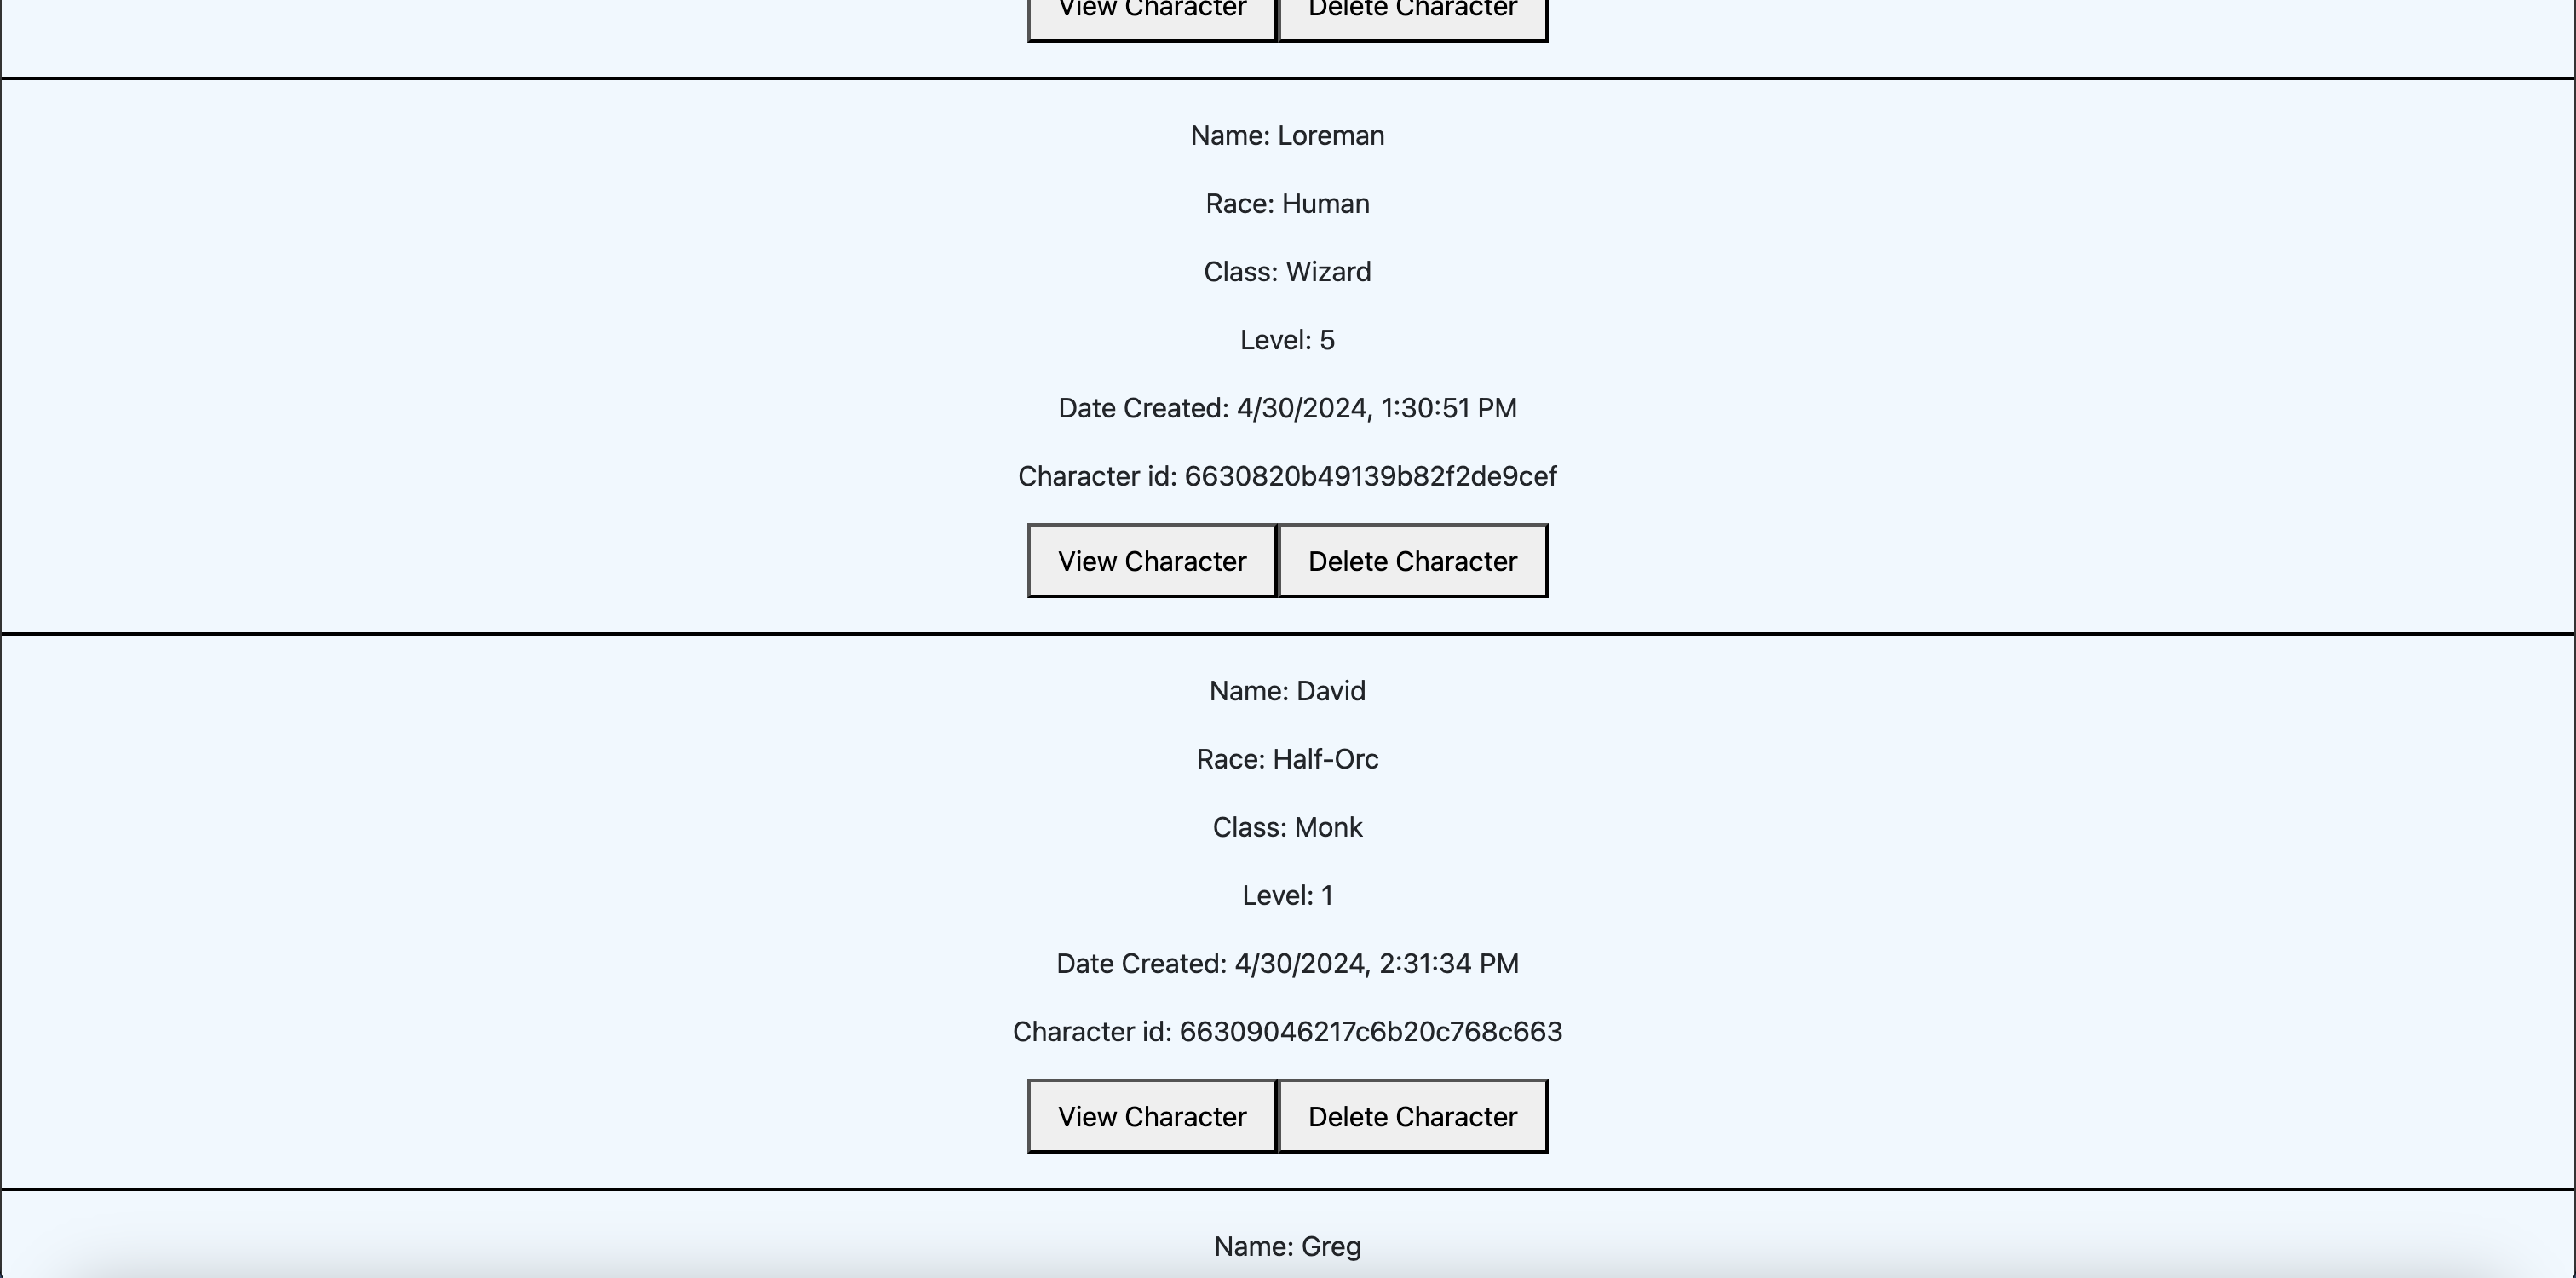 View Character Delete Character
Name: Loreman
Race: Human
Class: Wizard
Level: 5
Date Created: 4/30/2024, 1:30:51 PM
Character id: 6630820b49139b82f2de9cef
View Character Delete Character
Name: David
Race: Half-Orc
Class: Monk
Level: 1
Date Created: 4/30/2024, 2:31:34 PM
Character id: 66309046217c6b20c768c663
View Character Delete Character
Name: Greg